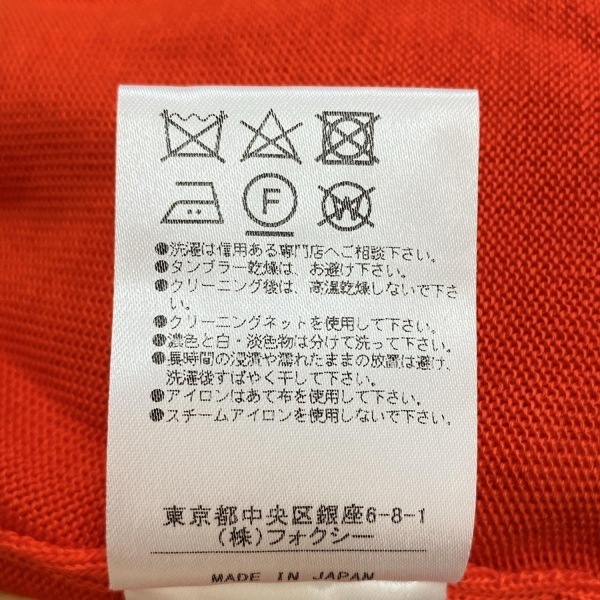 F
W
●洗濯は信用ある専門店へご相談下さい。
●タンブラー乾燥は、お避け下さい。
●クリーニング後は、高温乾燥しないで下さ
い。
●クリーニングネットを使用して下さい。
●濃色と白・淡色物は分けて洗って下さい。
●長時間の浸漬や濡れたままの放置は避け、
洗濯後すばやく干して下さい。
●アイロンはあて布を使用して下さい。
●スチームアイロンを使用しないで下さい。
東京都中央区銀座6-8-1
(株)フォクシー
MADE IN JAPAN